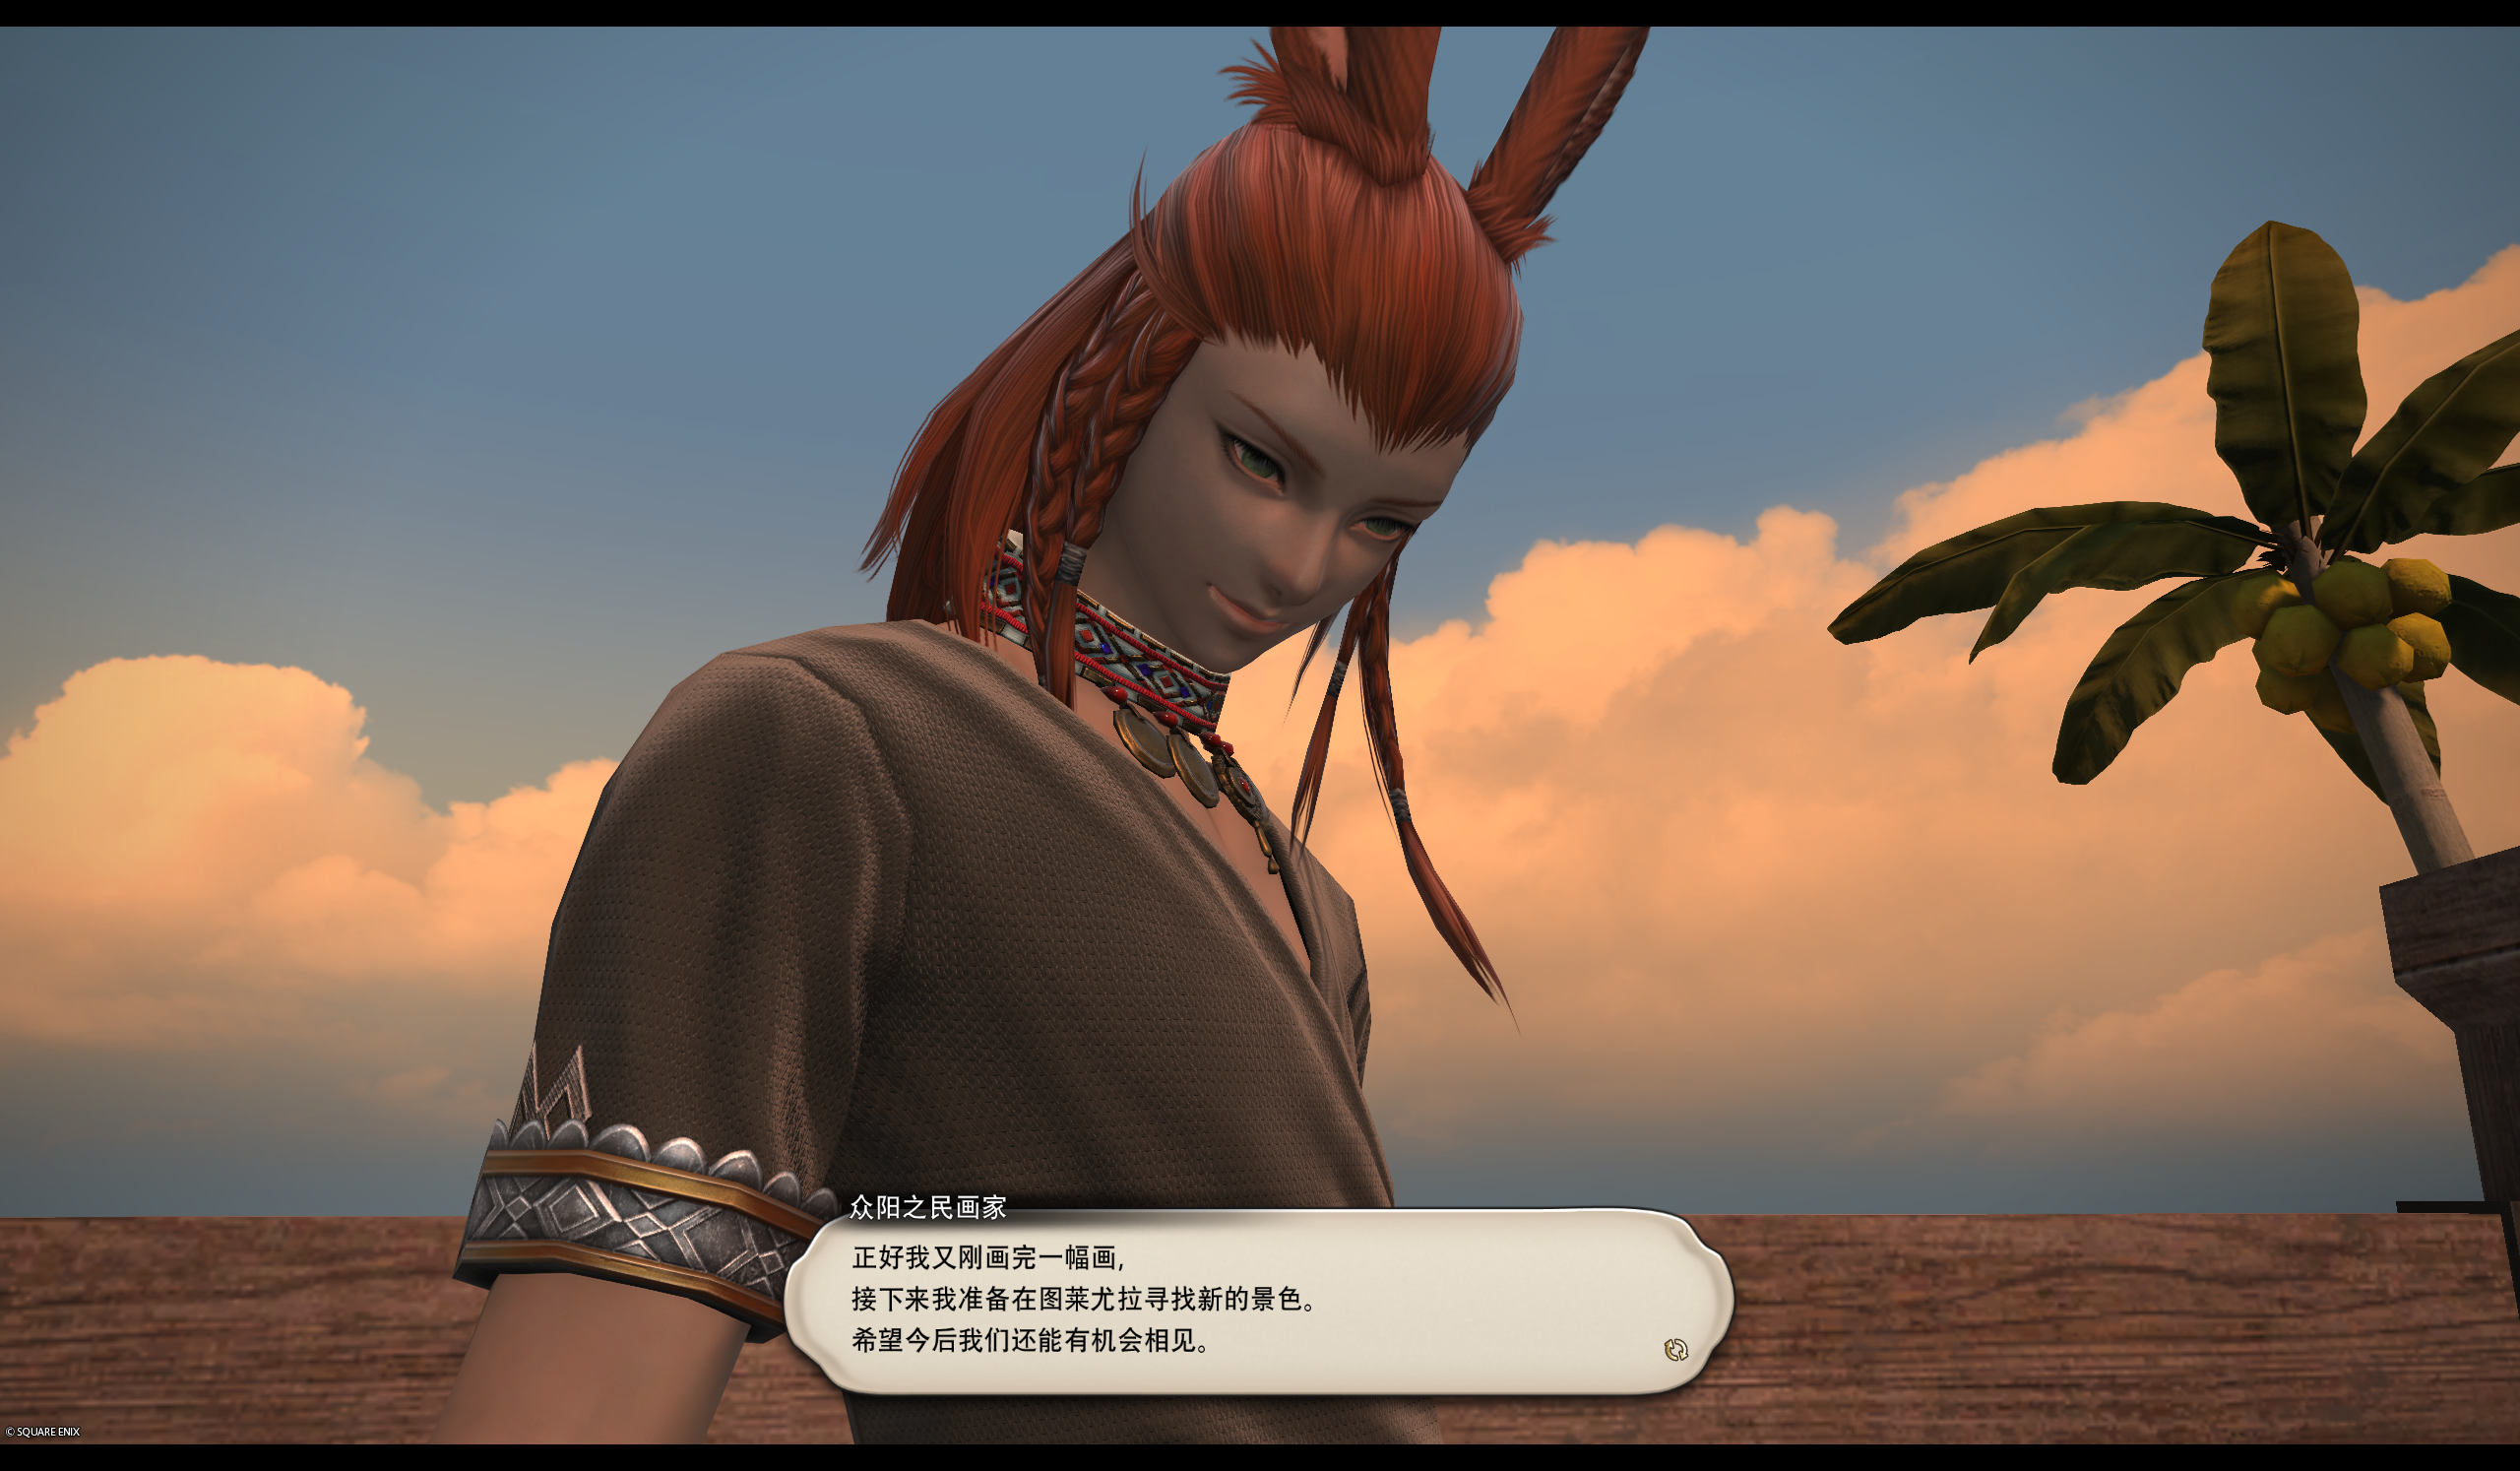 众阳之民画家
正好我又刚画完一幅画,
接下来我准备在图莱尤拉寻找新的景色。
希望今后我们还能有机会相见。
© SQUARE ENIX